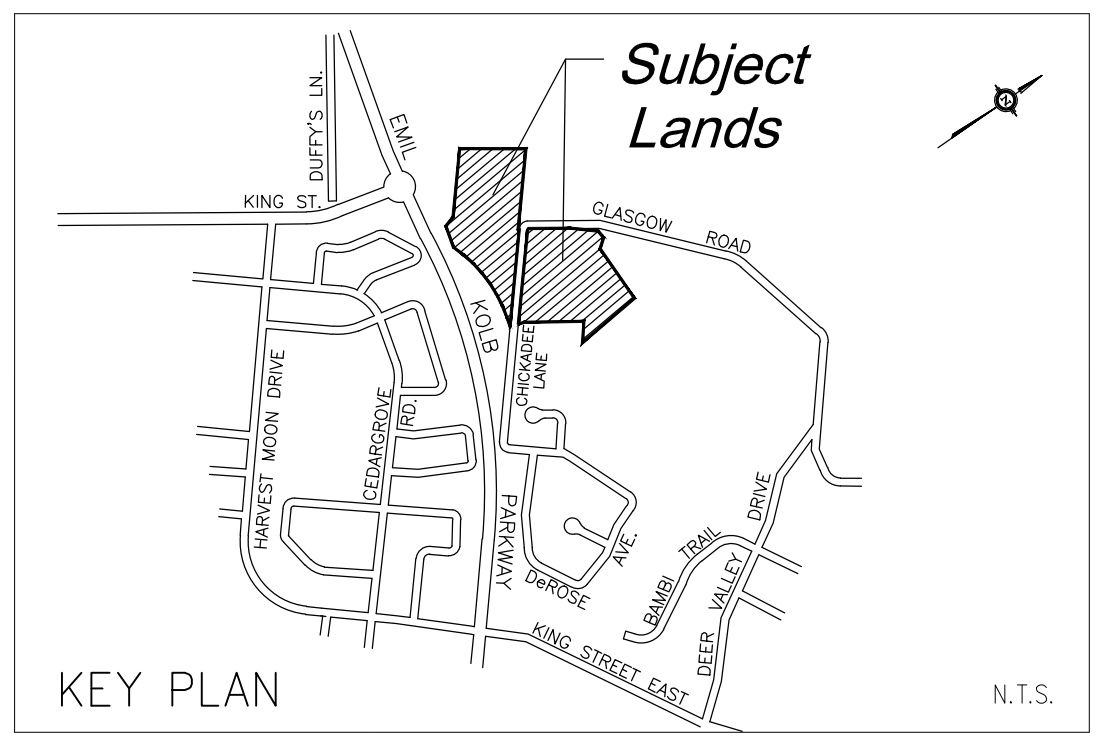 Subject
Lands
N
DUFFY'S LN.
EMIL
KING ST.
GLASGOW ROAD
KOLB
CHICKADEE
LANE
HARVEST MOON DRIVE
CEDARGROVE
RD.
PARKWAY
DeROSE
AVE.
BAMBI TRAIL
DEER VALLEY DRIVE
KING STREET EAST
KEY PLAN
N.T.S.